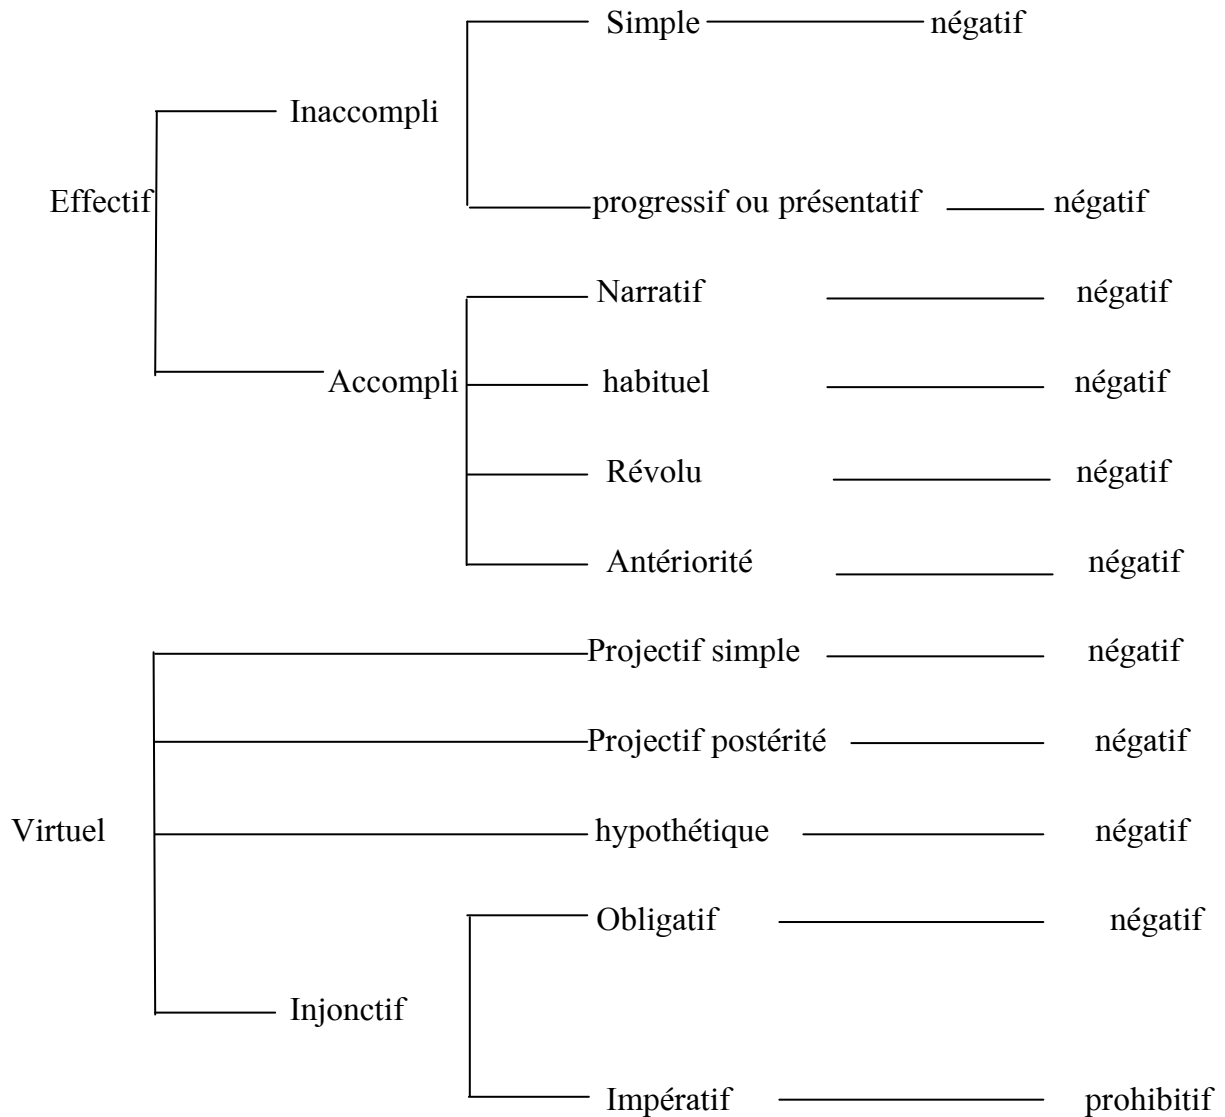 Simple négatif
Inaccompli
Effectif progressif ou présentatif négatif
Narratif négatif
Accompli habituel négatif
Révolu négatif
Antériorité négatif
Projectif simple négatif
Projectif postérité négatif
Virtuel hypothétique négatif
Obligatif négatif
Injonctif
Impératif prohibitif